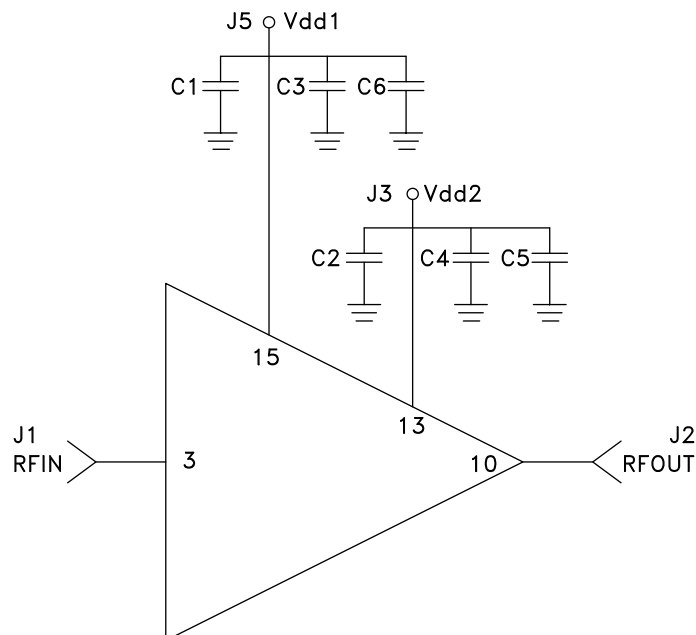 J5 Vdd1
C1 C3 C6
J3 Vdd2
C2 C4 C5
15
13
J1
RFIN
3
10
J2
RFOUT